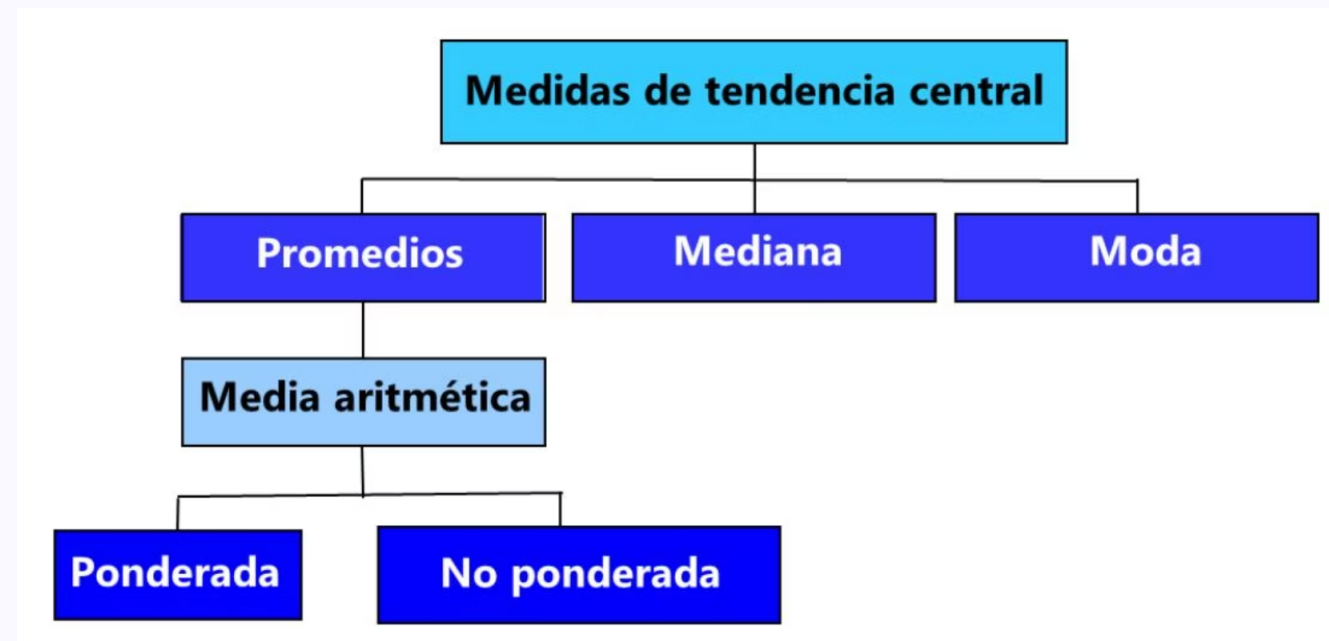 Medidas de tendencia central
Promedios
Mediana
Moda
Media aritmética
Ponderada
No ponderada